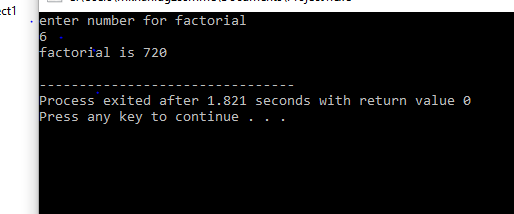 ect1
enter number for factorial
6
factorial is 720
--------------------------------
Process exited after 1.821 seconds with return value 0
Press any key to continue . . .